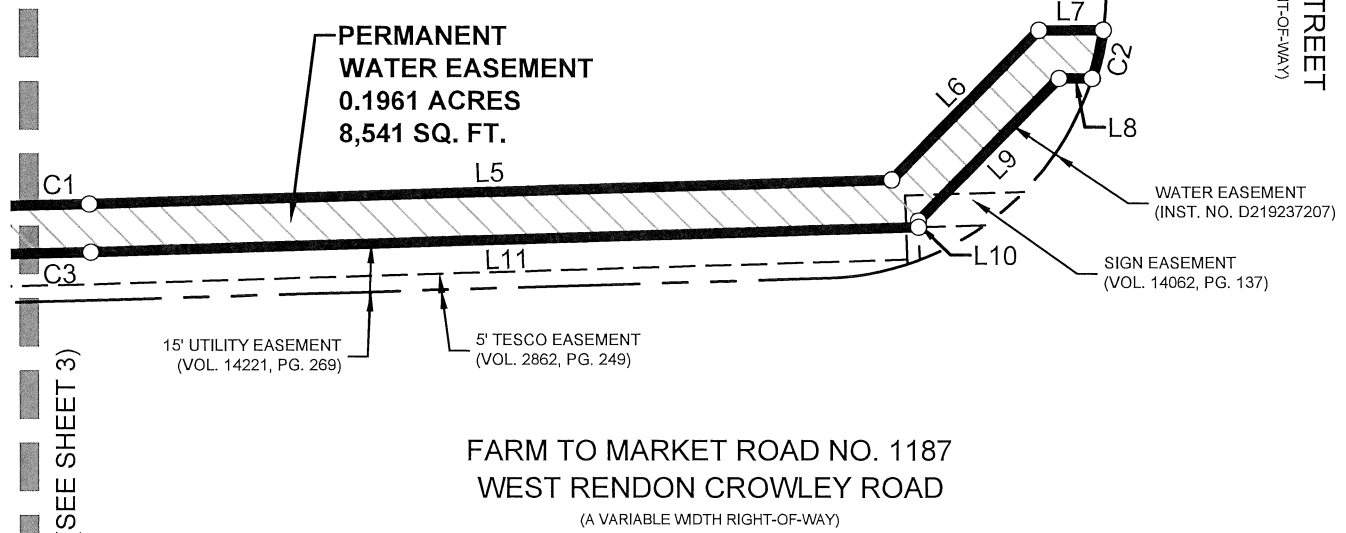 PERMANENT
WATER EASEMENT
0.1961 ACRES
8,541 SQ. FT.
L7
C2
L6
L8
L9
C1
L5
L11
C3
L10
TREET
T-OF-WAY)
WATER EASEMENT
(INST. NO. D219237207)
SIGN EASEMENT
(VOL. 14062, PG. 137)
15' UTILITY EASEMENT
(VOL. 14221, PG. 269)
5' TESCO EASEMENT
(VOL. 2862, PG. 249)
(SEE SHEET 3)
FARM TO MARKET ROAD NO. 1187
WEST RENDON CROWLEY ROAD
(A VARIABLE WIDTH RIGHT-OF-WAY)